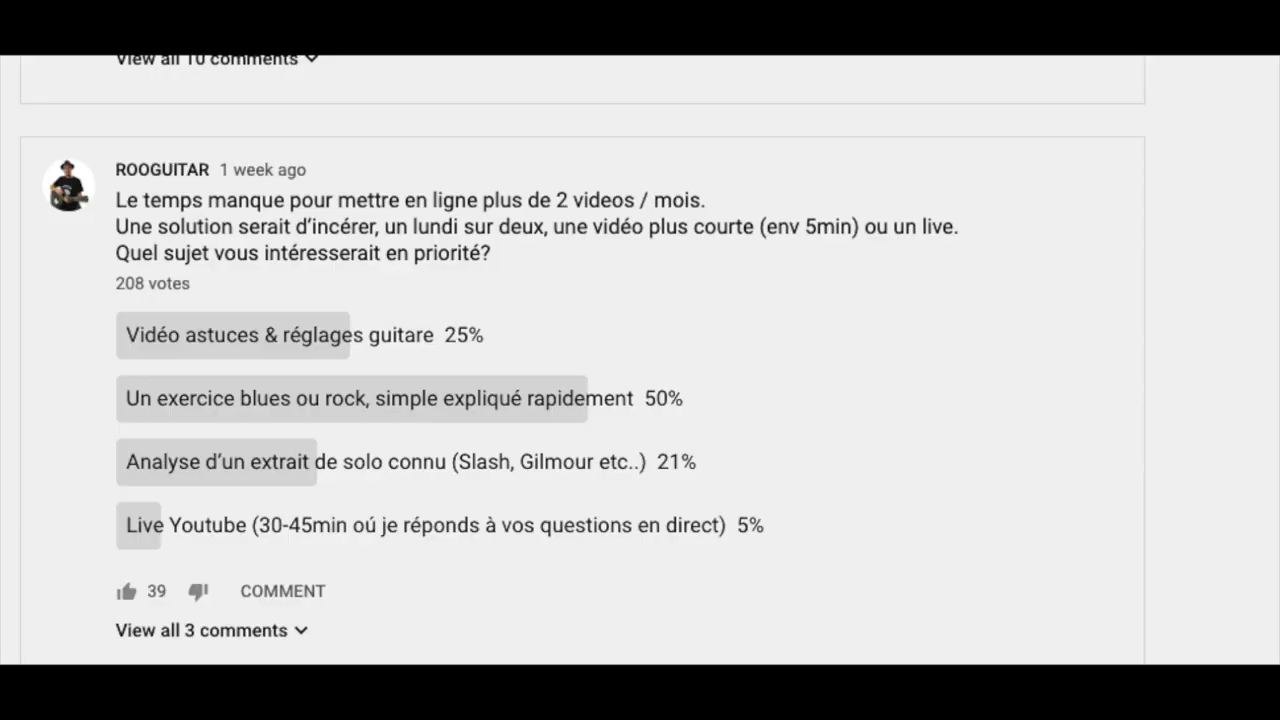 View all 10 comments
ROOGUITAR 1 week ago
Le temps manque pour mettre en ligne plus de 2 videos / mois.
Une solution serait d’incérer, un lundi sur deux, une vidéo plus courte (env 5min) ou un live.
Quel sujet vous intéresserait en priorité?
208 votes
Vidéo astuces & réglages guitare 25%
Un exercice blues ou rock, simple expliqué rapidement 50%
Analyse d’un extrait de solo connu (Slash, Gilmour etc..) 21%
Live Youtube (30-45min oú je réponds à vos questions en direct) 5%
39 COMMENT
View all 3 comments